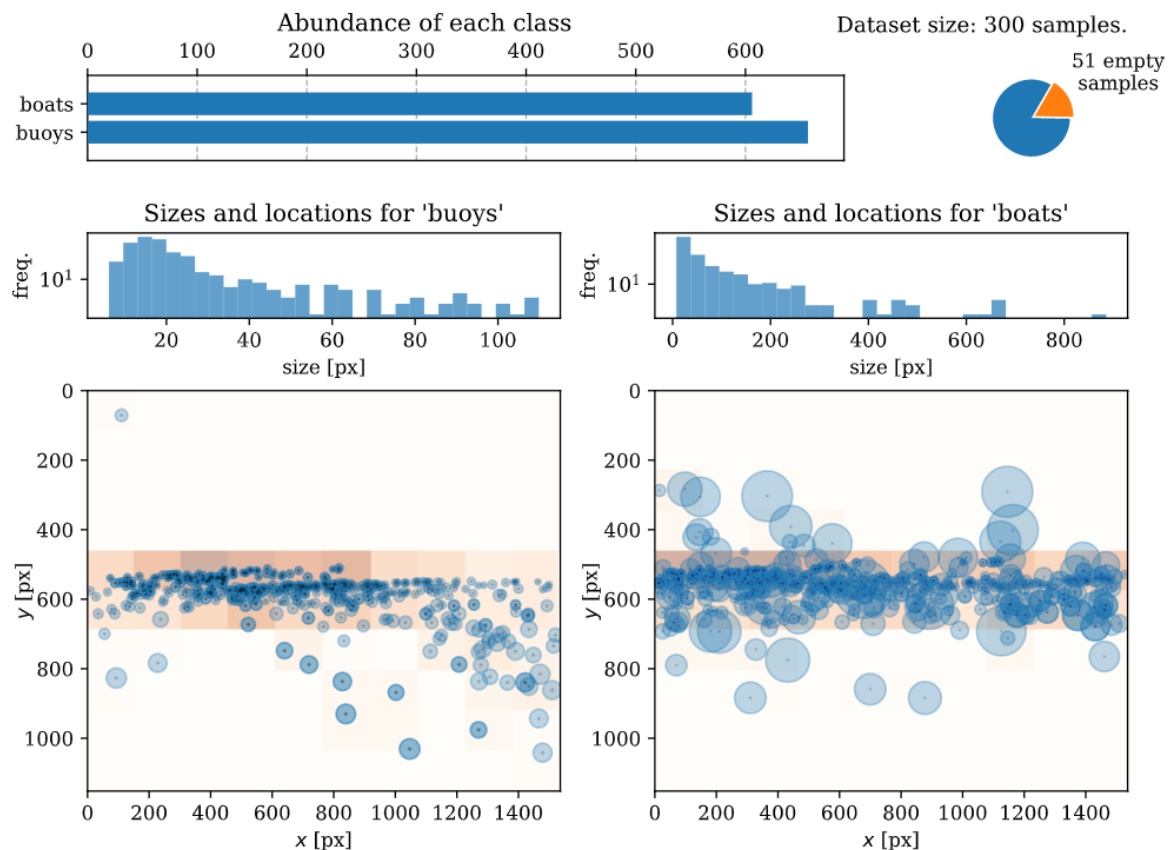 Abundance of each class
0 100 200 300 400 500 600
boats
buoys
Dataset size: 300 samples.
51 empty
samples
Sizes and locations for 'buoys'
freq.
10¹
20 40 60 80 100
size [px]
Sizes and locations for 'boats'
freq.
10¹
0 200 400 600 800
size [px]
y [px]
0
200
400
600
800
1000
0 200 400 600 800 1000 1200 1400
x [px]
y [px]
0
200
400
600
800
1000
0 200 400 600 800 1000 1200 1400
x [px]